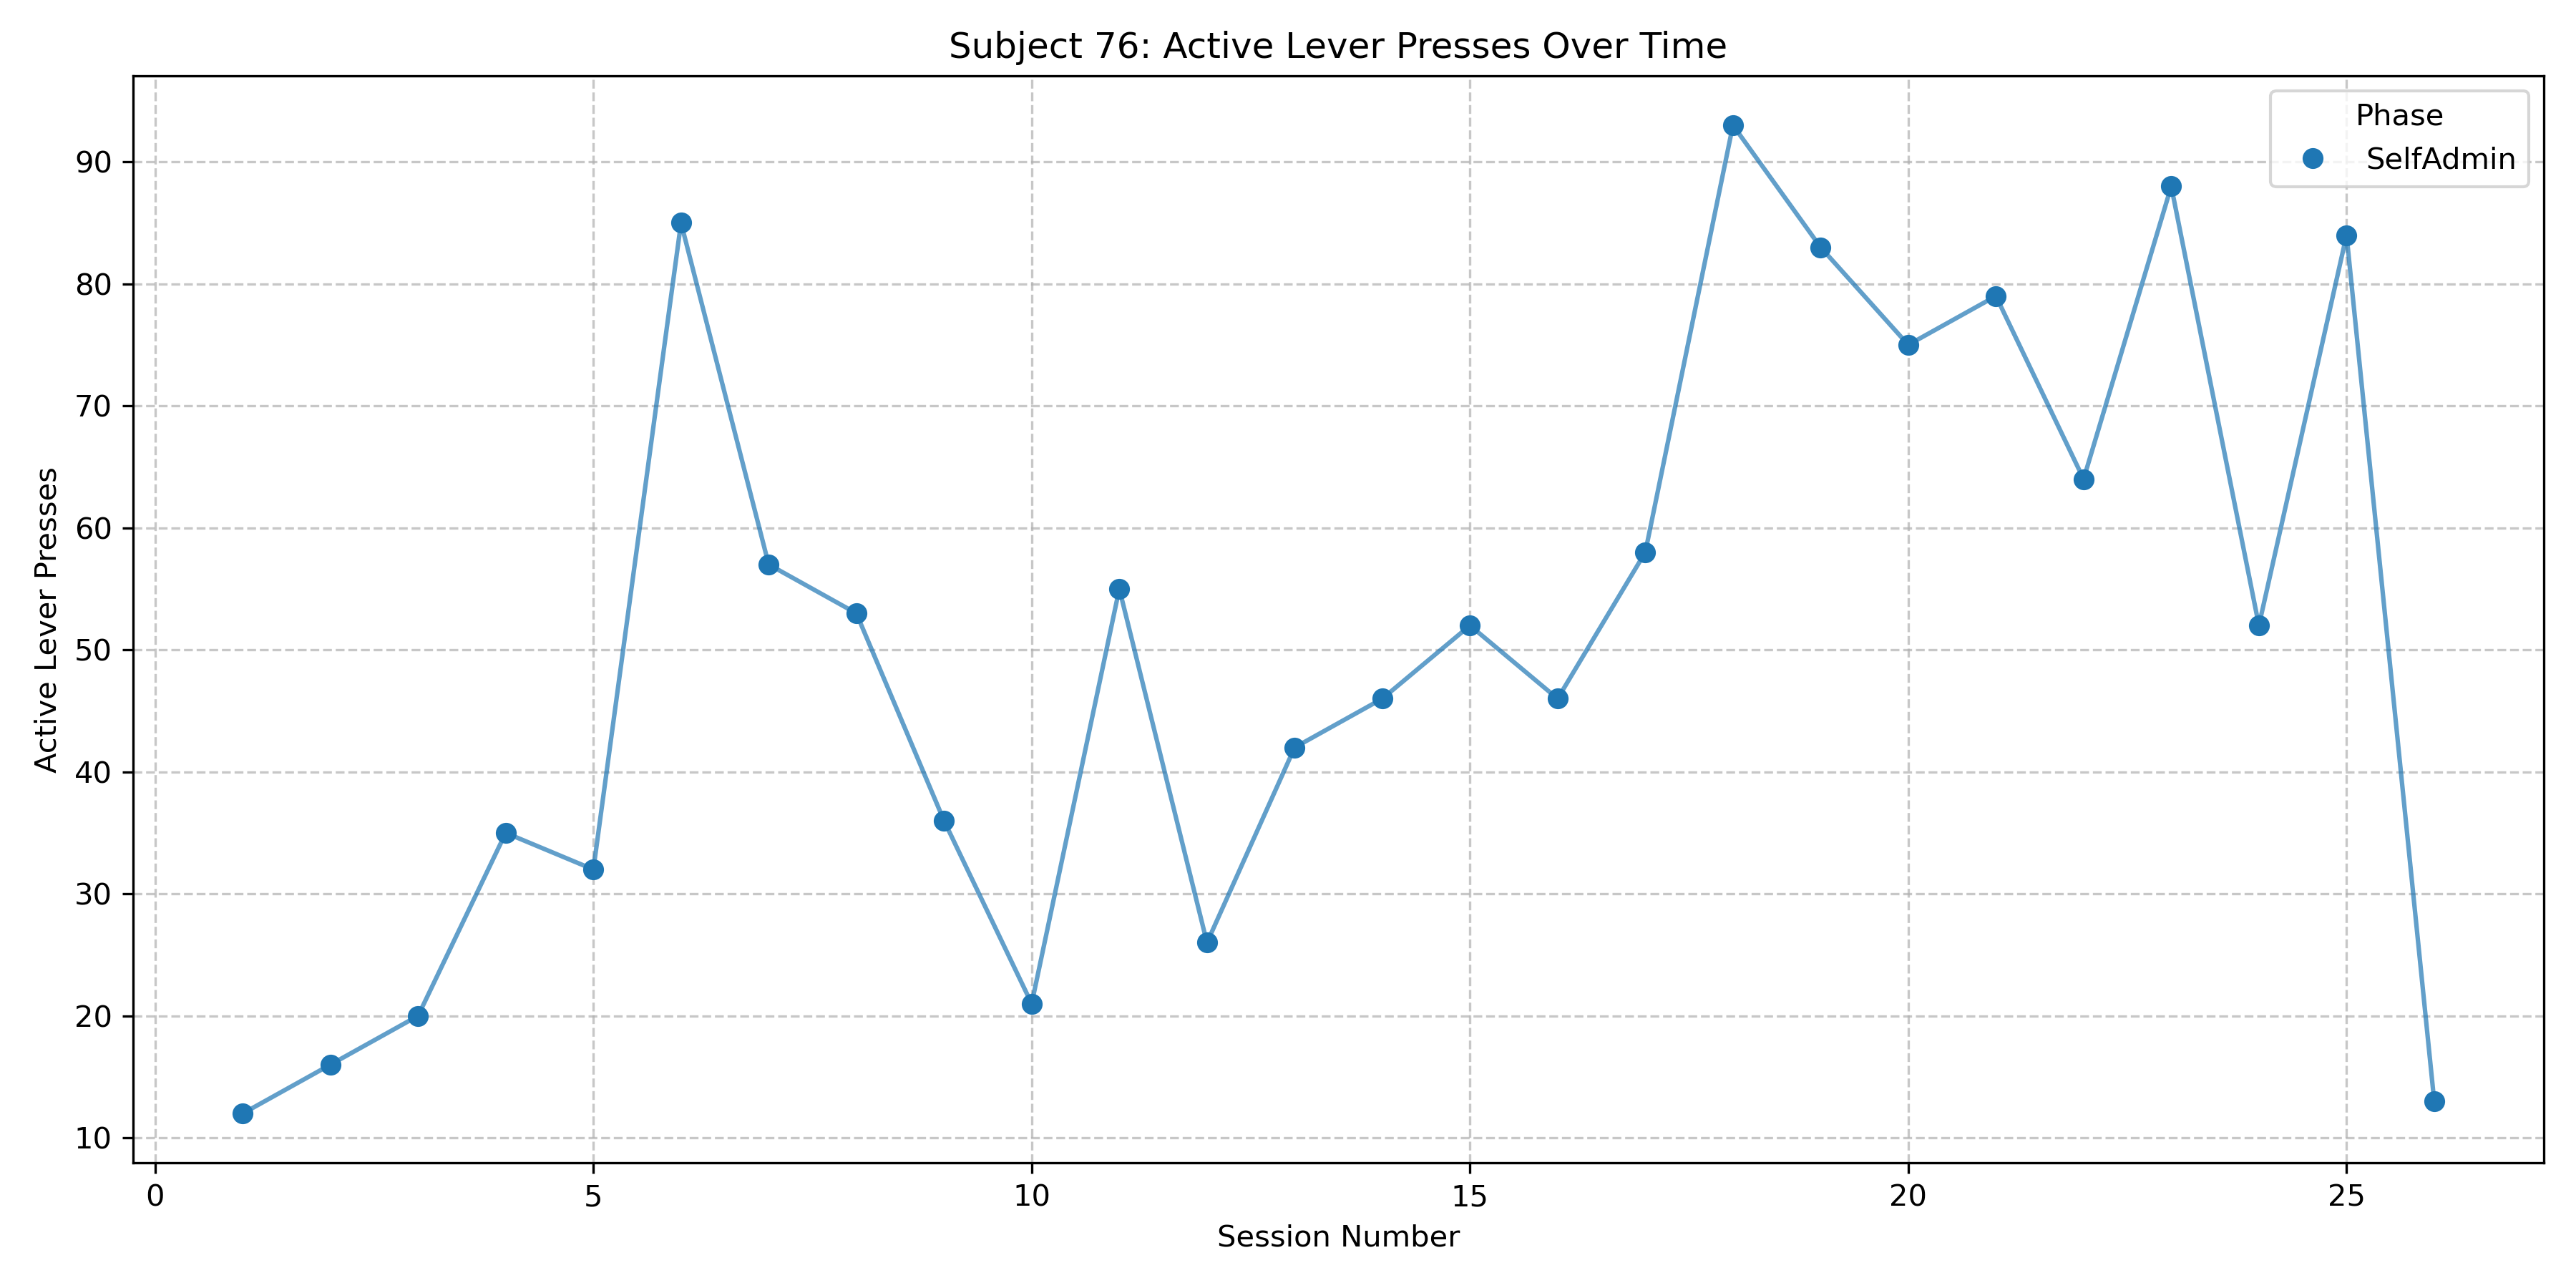 Subject 76: Active Lever Presses Over Time
Phase
SelfAdmin
Active Lever Presses
90
80
70
60
50
40
30
20
10
0 5 10 15 20 25
Session Number